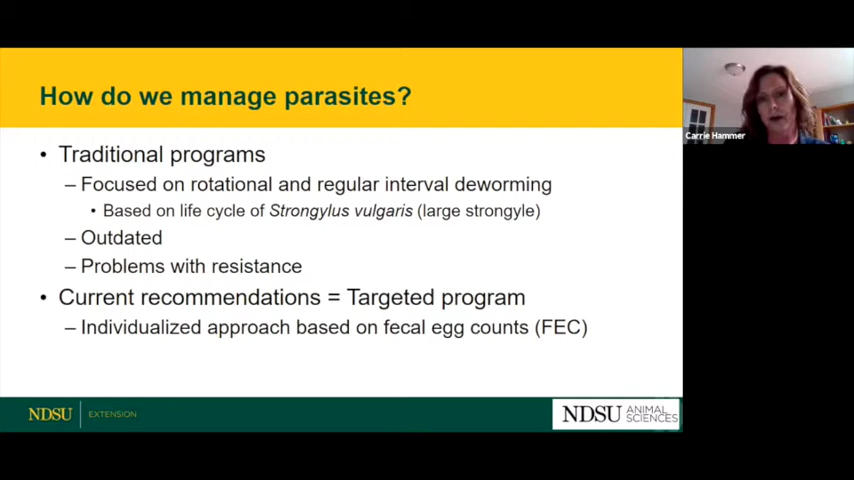 How do we manage parasites?
Carrie Hammer
• Traditional programs
– Focused on rotational and regular interval deworming
• Based on life cycle of Strongylus vulgaris (large strongyle)
– Outdated
– Problems with resistance
• Current recommendations = Targeted program
– Individualized approach based on fecal egg counts (FEC)
NDSU EXTENSION
NDSU ANIMAL
SCIENCES